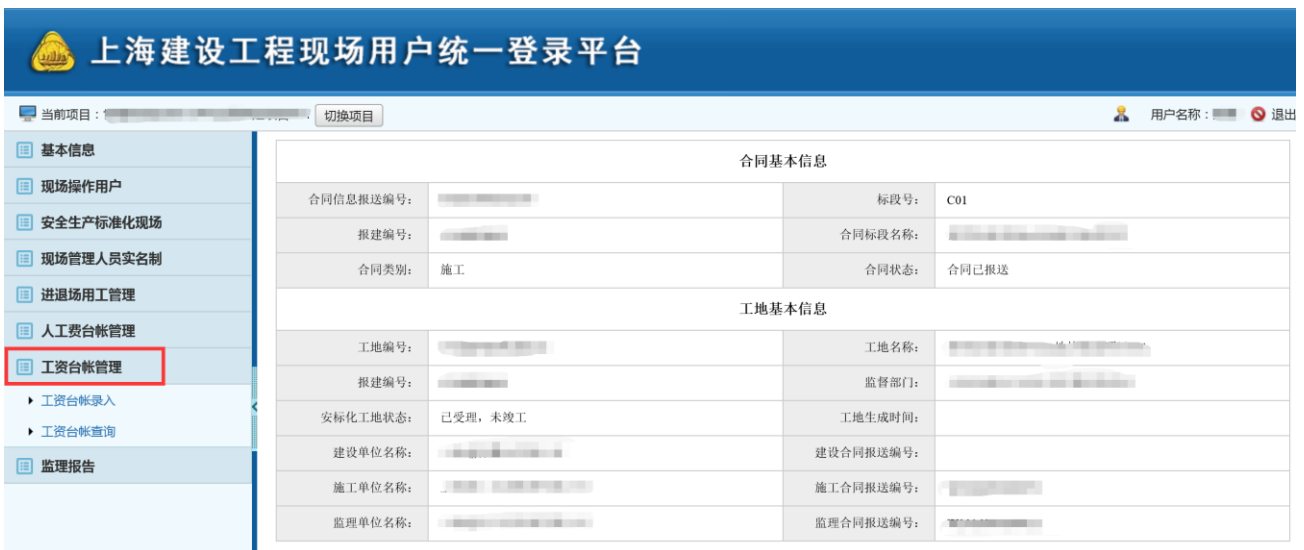 上海建设工程现场用户统一登录平台
当前项目： 切换项目 用户名称： 退出
基本信息
现场操作用户
安全生产标准化现场
现场管理人员实名制
进退场用工管理
人工费台帐管理
工资台帐管理
工资台帐录入
工资台帐查询
监理报告
合同基本信息
合同信息报送编号： 标段号： C01
报建编号： 合同标段名称：
合同类别： 施工 合同状态： 合同已报送
工地基本信息
工地编号： 工地名称：
报建编号： 监督部门：
安标化工地状态： 已受理，未竣工 工地生成时间：
建设单位名称： 建设合同报送编号：
施工单位名称： 施工合同报送编号：
监理单位名称： 监理合同报送编号：